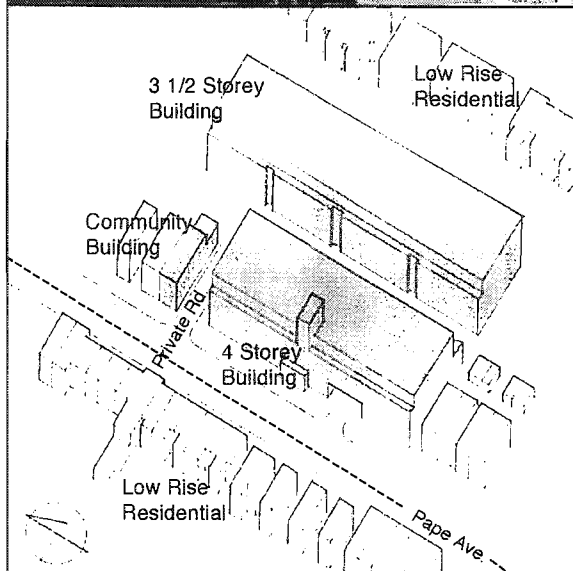 Low Rise
Residential
3 1/2 Storey
Building
Community
Building
Private Rd
4 Storey
Building
Low Rise
Residential
Pape Ave.